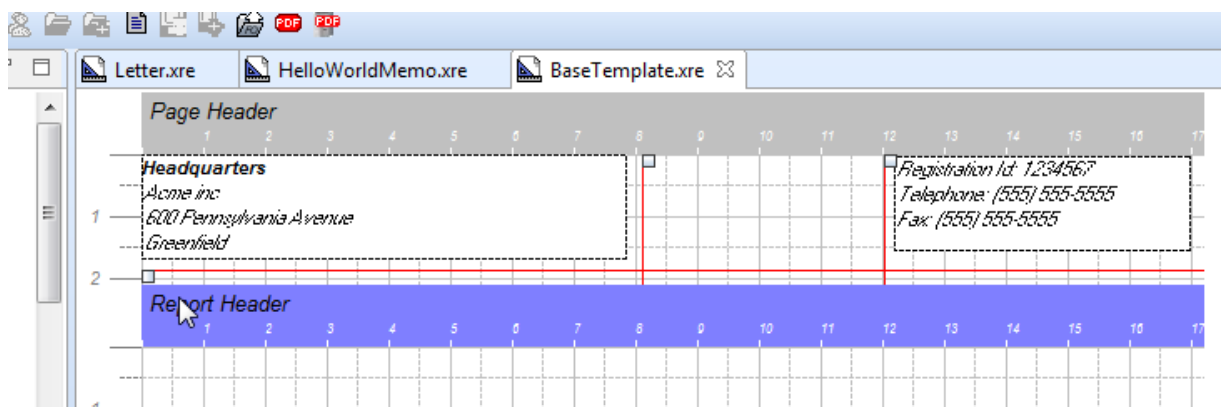 PDF PDF
Letter.xre HelloWorldMemo.xre BaseTemplate.xre
Page Header
1 2 3 4 5 6 7 8 9 10 11 12 13 14 15 16 17
Headquarters
Acme inc
600 Pennsylvania Avenue
Greenfield
Registration Id: 1234567
Telephone: (555) 555-5555
Fax: (555) 555-5555
1
2
Report Header
1 2 3 4 5 6 7 8 9 10 11 12 13 14 15 16 17